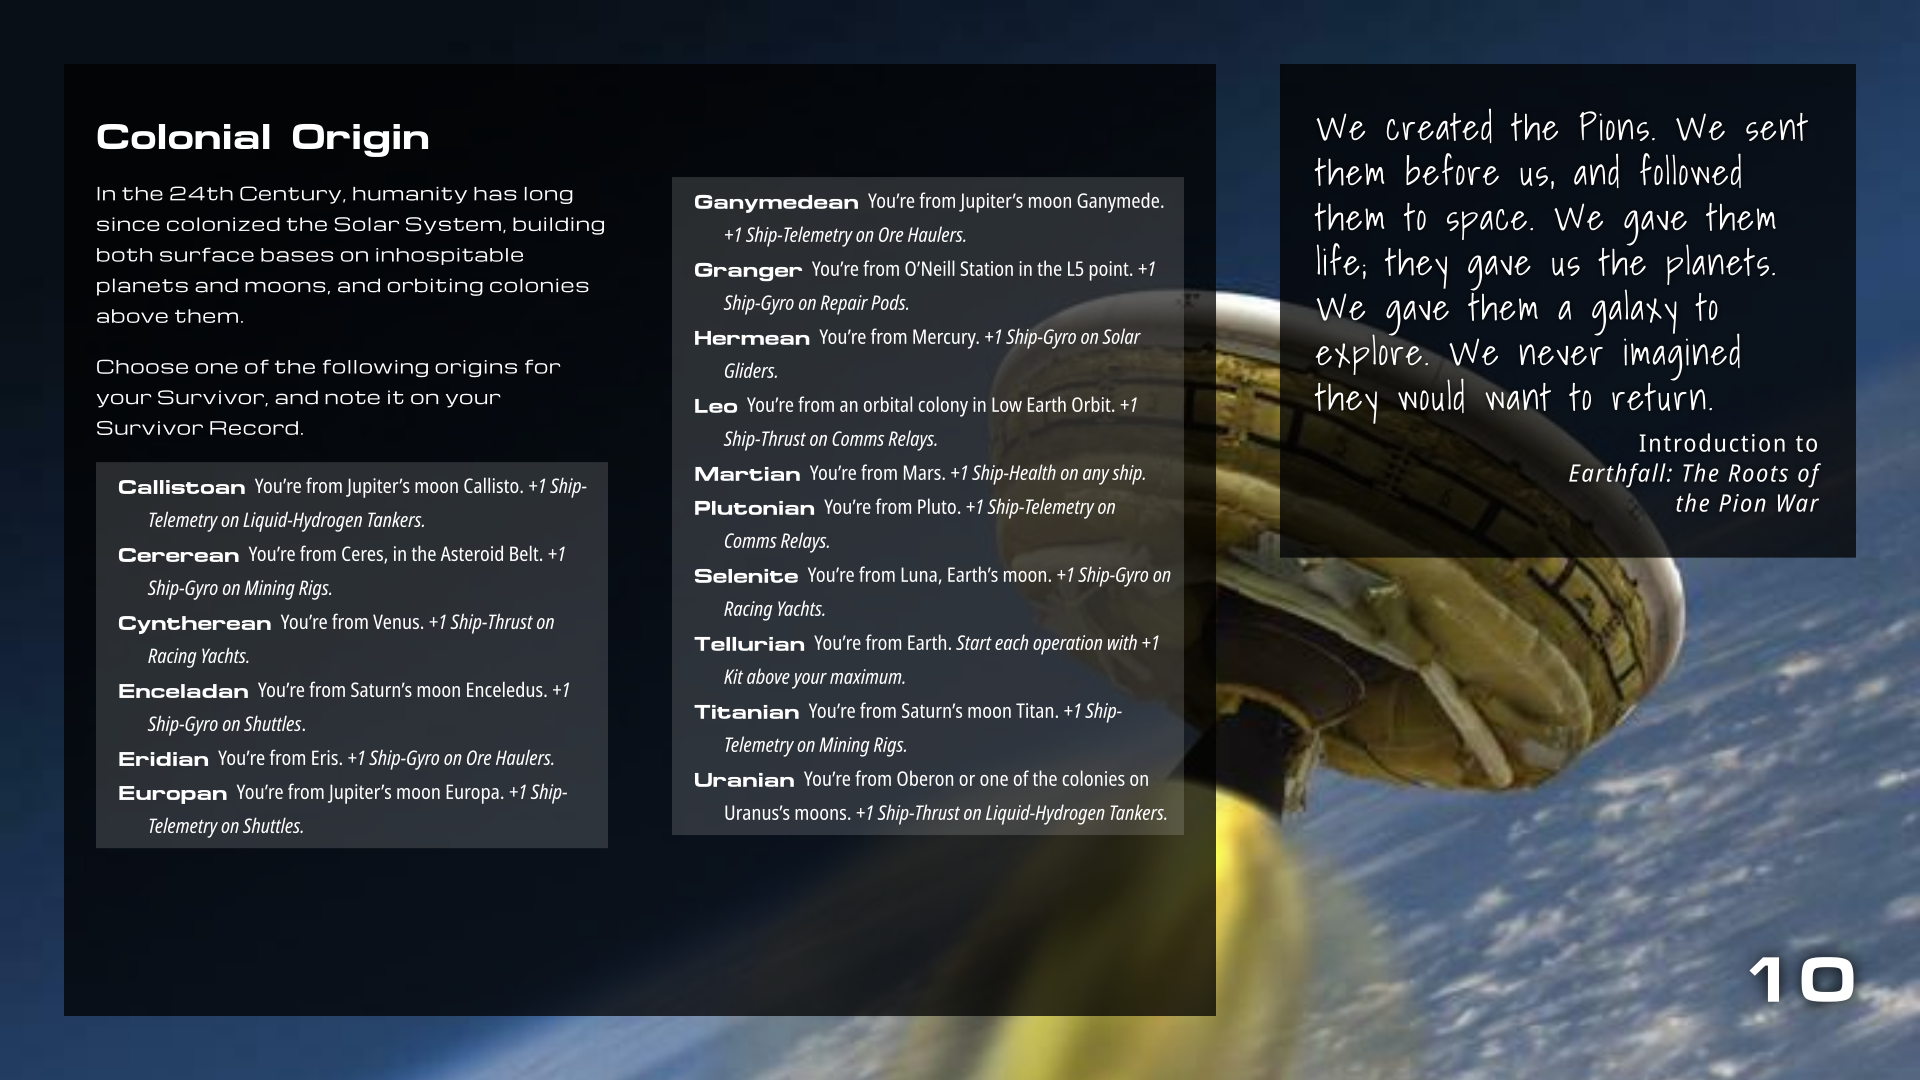 Colonial Origin
In the 24th Century, humanity has long
since colonized the Solar System, building
both surface bases on inhospitable
planets and moons, and orbiting colonies
above them.
Choose one of the following origins for
your Survivor, and note it on your
Survivor Record.
Callistoan You’re from Jupiter’s moon Callisto. +1 Ship-
Telemetry on Liquid-Hydrogen Tankers.
Cererean You’re from Ceres, in the Asteroid Belt. +1
Ship-Gyro on Mining Rigs.
Cyntherean You’re from Venus. +1 Ship-Thrust on
Racing Yachts.
Enceladan You’re from Saturn’s moon Enceledus. +1
Ship-Gyro on Shuttles.
Eridian You’re from Eris. +1 Ship-Gyro on Ore Haulers.
Europan You’re from Jupiter’s moon Europa. +1 Ship-
Telemetry on Shuttles.
Ganymedean You’re from Jupiter’s moon Ganymede.
+1 Ship-Telemetry on Ore Haulers.
Granger You’re from O’Neill Station in the L5 point. +1
Ship-Gyro on Repair Pods.
Hermean You’re from Mercury. +1 Ship-Gyro on Solar
Gliders.
Leo You’re from an orbital colony in Low Earth Orbit. +1
Ship-Thrust on Comms Relays.
Martian You’re from Mars. +1 Ship-Health on any ship.
Plutonian You’re from Pluto. +1 Ship-Telemetry on
Comms Relays.
Selenite You’re from Luna, Earth’s moon. +1 Ship-Gyro on
Racing Yachts.
Tellurian You’re from Earth. Start each operation with +1
Kit above your maximum.
Titanian You’re from Saturn’s moon Titan. +1 Ship-
Telemetry on Mining Rigs.
Uranian You’re from Oberon or one of the colonies on
Uranus’s moons. +1 Ship-Thrust on Liquid-Hydrogen Tankers.
We created the Pions. We sent
them before us, and followed
them to space. We gave them
life; they gave us the planets.
We gave them a galaxy to
explore. We never imagined
they would want to return.
Introduction to
Earthfall: The Roots of
the Pion War
10